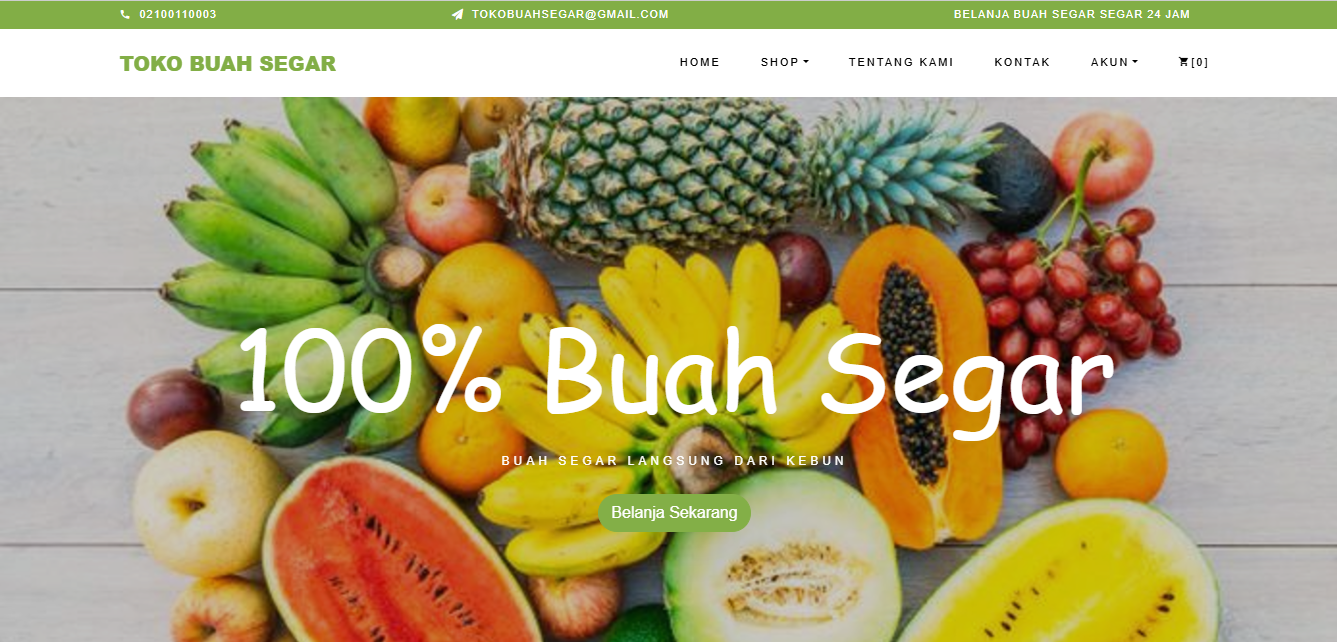 02100110003 TOKOBUAHSEGAR@GMAIL.COM BELANJA BUAH SEGAR SEGAR 24 JAM
TOKO BUAH SEGAR HOME SHOP TENTANG KAMI KONTAK AKUN [0]
100% Buah Segar
BUAH SEGAR LANGSUNG DARI KEBUN
Belanja Sekarang